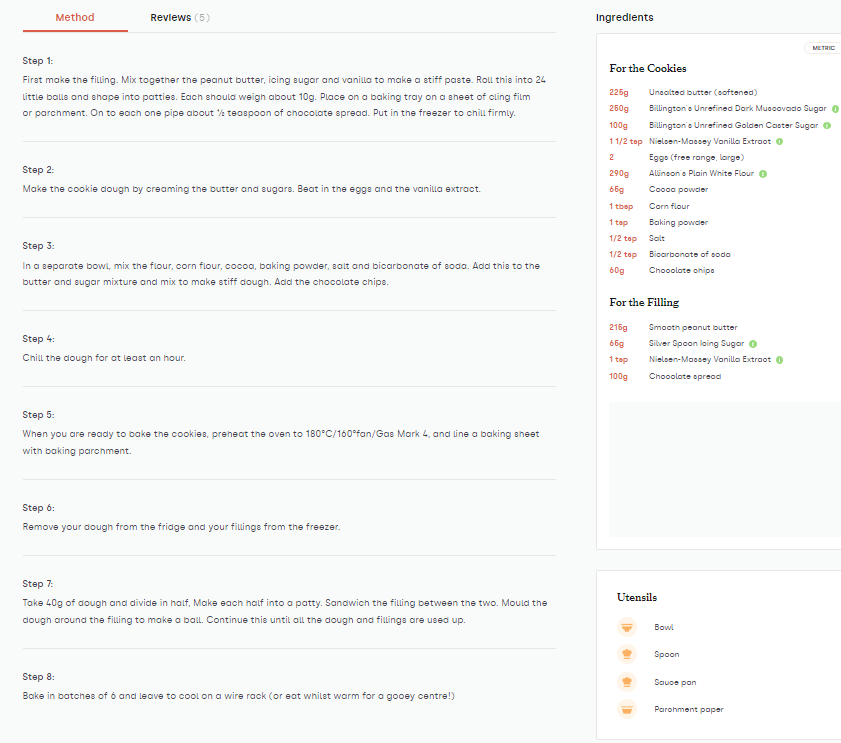 Method
Reviews (5)
Step 1:
First make the filling. Mix together the peanut butter, icing sugar and vanilla to make a stiff paste. Roll this into 24
little balls and shape into patties. Each should weigh about 10g. Place on a baking tray on a sheet of cling film
or parchment. On to each one pipe about ½ teaspoon of chocolate spread. Put in the freezer to chill firmly.
Step 2:
Make the cookie dough by creaming the butter and sugars. Beat in the eggs and the vanilla extract.
Step 3:
In a separate bowl, mix the flour, corn flour, cocoa, baking powder, salt and bicarbonate of soda. Add this to the
butter and sugar mixture and mix to make stiff dough. Add the chocolate chips.
Step 4:
Chill the dough for at least an hour.
Step 5:
When you are ready to bake the cookies, preheat the oven to 180°C/160°fan/Gas Mark 4, and line a baking sheet
with baking parchment.
Step 6:
Remove your dough from the fridge and your fillings from the freezer.
Step 7:
Take 40g of dough and divide in half, Make each half into a patty. Sandwich the filling between the two. Mould the
dough around the filling to make a ball. Continue this until all the dough and fillings are used up.
Step 8:
Bake in batches of 6 and leave to cool on a wire rack (or eat whilst warm for a gooey centre!)
Ingredients
METRIC
For the Cookies
225g Unsalted butter (softened)
250g Billington's Unrefined Dark Muscovado Sugar
100g Billington's Unrefined Golden Caster Sugar
1 1/2 tsp Nielsen-Massey Vanilla Extract
2 Eggs (free range, large)
290g Allinson's Plain White Flour
65g Cocoa powder
1 tbsp Corn flour
1 tsp Baking powder
1/2 tsp Salt
1/2 tsp Bicarbonate of soda
60g Chocolate chips
For the Filling
215g Smooth peanut butter
65g Silver Spoon Icing Sugar
1 tsp Nielsen-Massey Vanilla Extract
100g Chocolate spread
Utensils
Bowl
Spoon
Sauce pan
Parchment paper